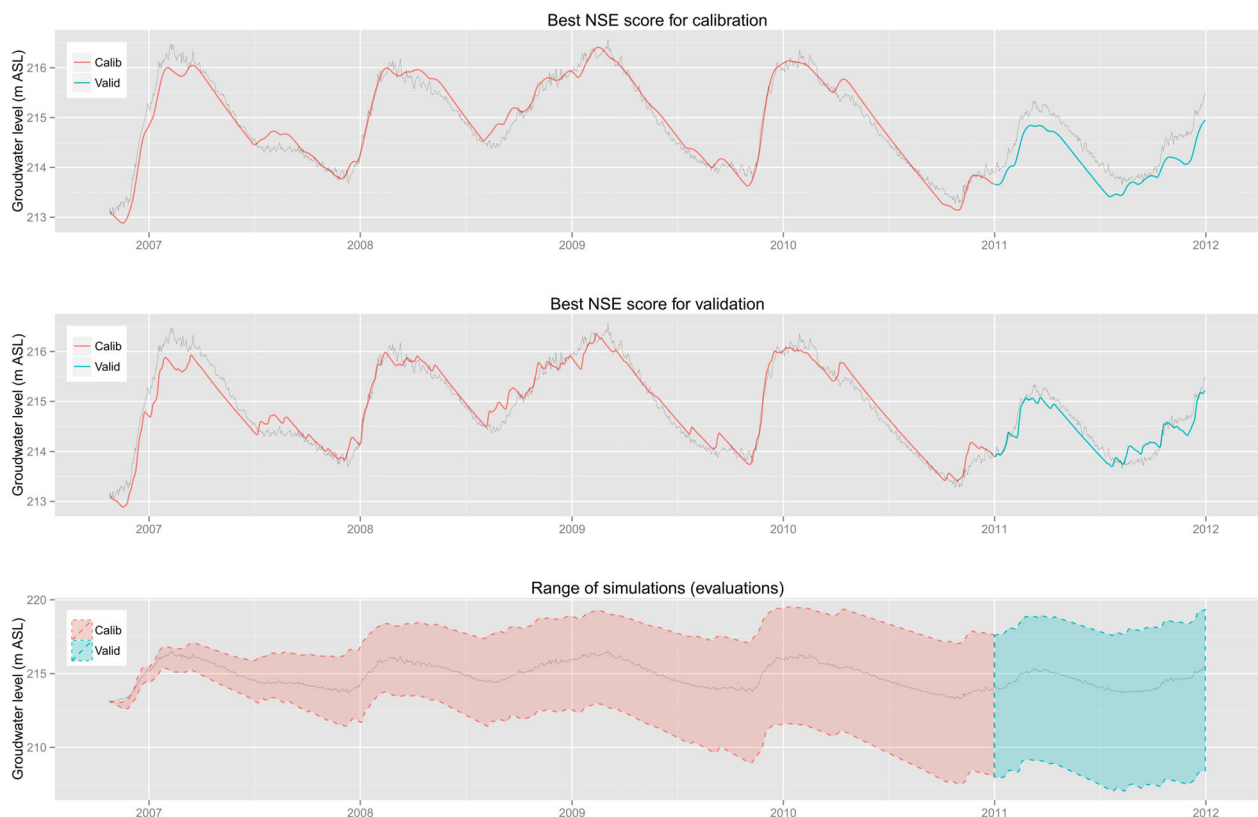 Best NSE score for calibration
Groudwater level (m ASL)
216
215
214
213
Calib
Valid
2007 2008 2009 2010 2011 2012
Best NSE score for validation
Groudwater level (m ASL)
216
215
214
213
Calib
Valid
2007 2008 2009 2010 2011 2012
Range of simulations (evaluations)
Groudwater level (m ASL)
220
215
210
Calib
Valid
2007 2008 2009 2010 2011 2012